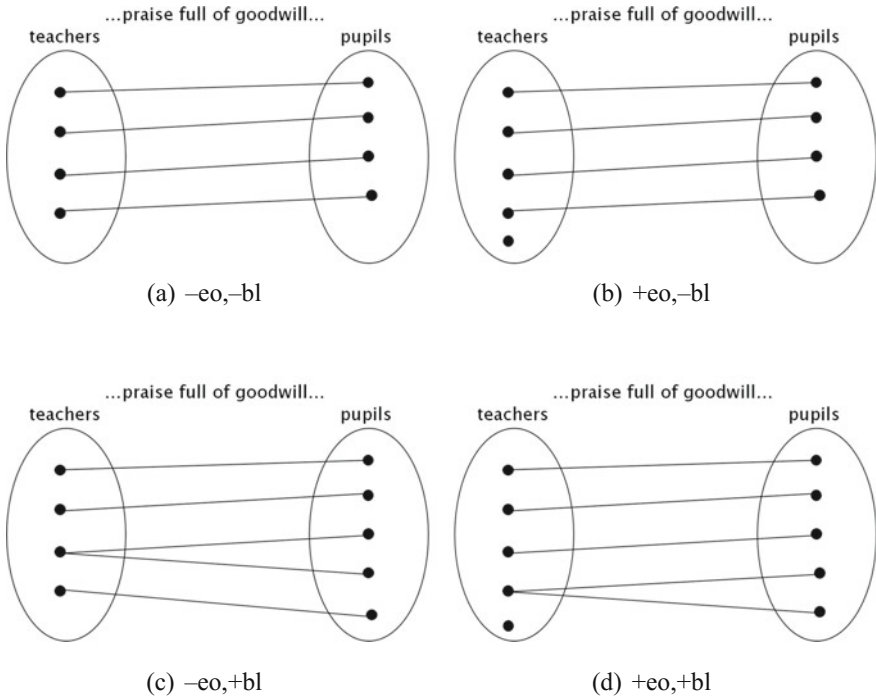 ...praise full of goodwill... ...praise full of goodwill...
teachers pupils teachers pupils
(a) –eo,–bl (b) +eo,–bl
...praise full of goodwill... ...praise full of goodwill...
teachers pupils teachers pupils
(c) –eo,+bl (d) +eo,+bl